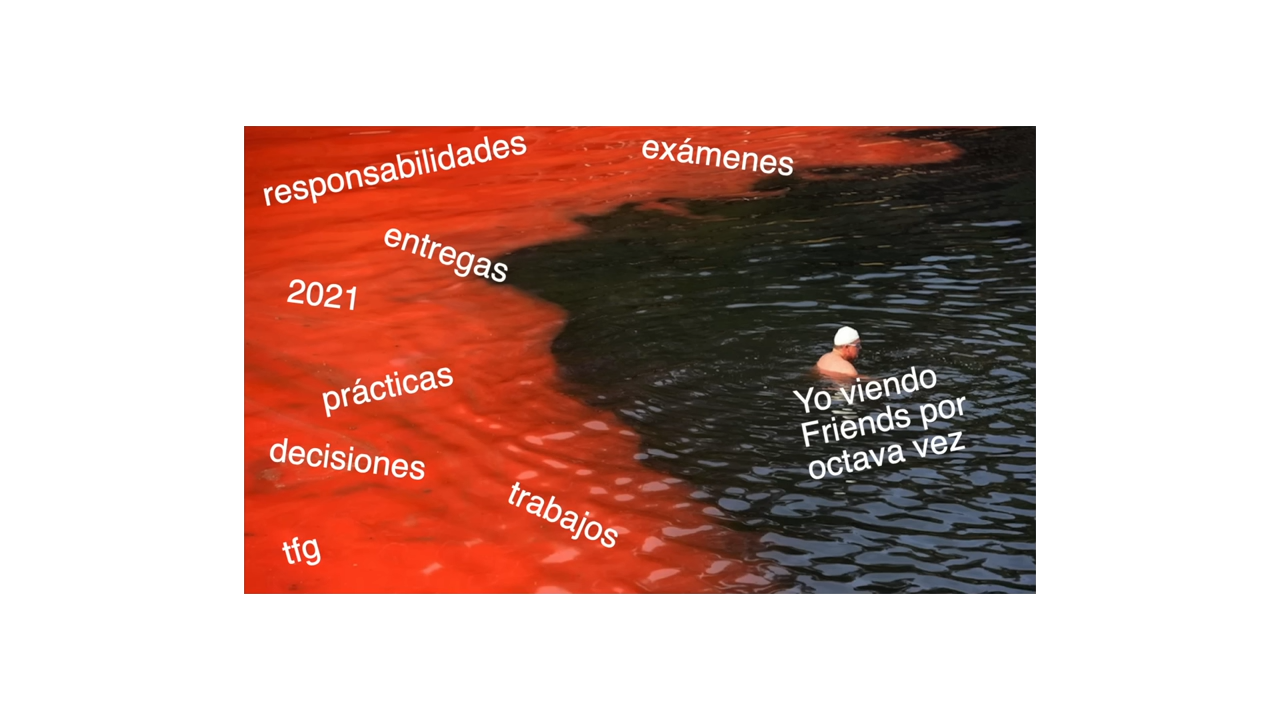 responsabilidades
exámenes
entregas
2021
prácticas
decisiones
trabajos
tfg
Yo viendo
Friends por
octava vez